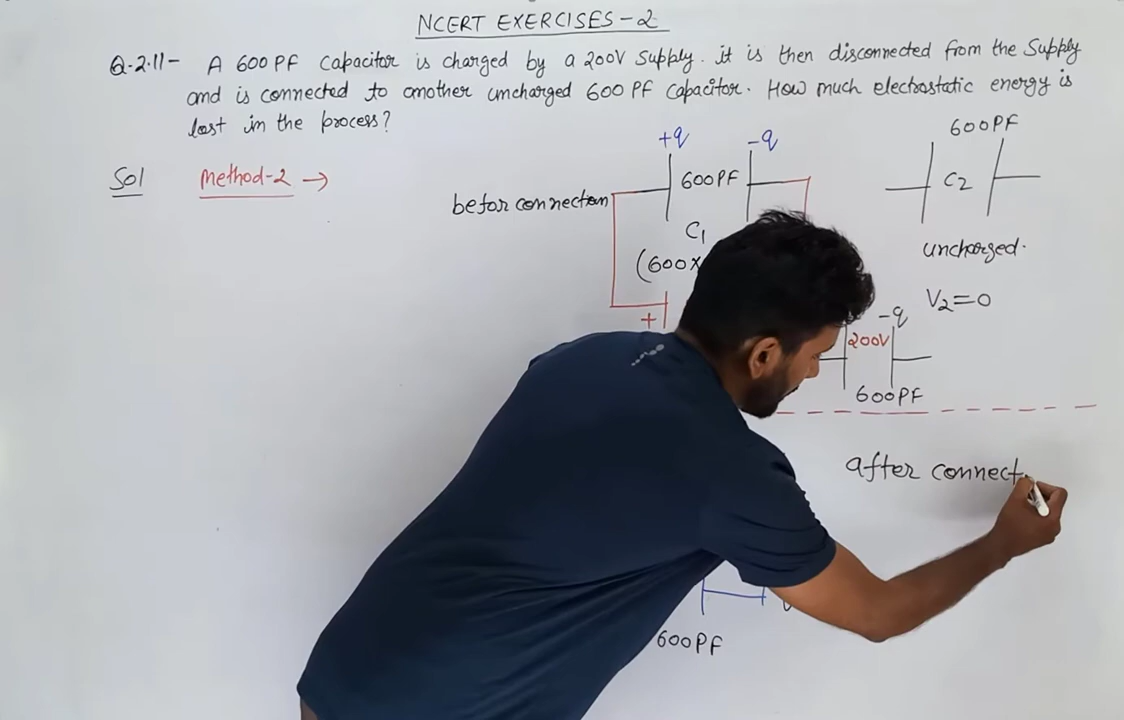 NCERT EXERCISES-2
Q.2.11- A 600 PF Capacitor is charged by a 200V Supply. it is then disconnected from the Supply
and is connected to another uncharged 600 PF Capacitor. How much electrostatic energy is
lost in the process?
Sol Method-2 →
befor connection
+q -q
600PF
C1
(600x
+
600PF
C2
uncharged.
V2=0
-q
200V
600PF
after connect
600PF